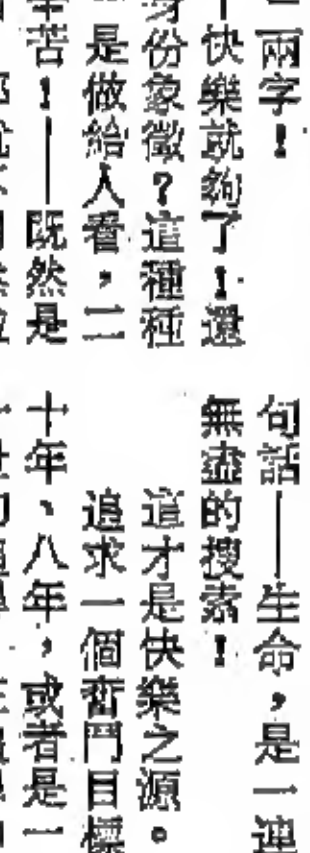 兩字！
快樂就夠了！還
身份象徵？這種種
是做給人看，二
辛苦！——既然是
句話——生命，是一連
無盡的搜索！
這才是快樂之源。
追求一個奮鬥目標
十年、八年，或者是一